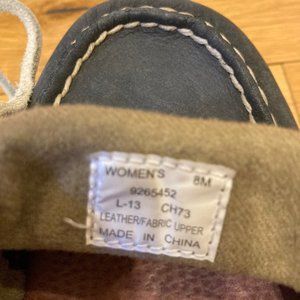 WOMEN'S 8M
9265452
L-13 CH73
LEATHER/FABRIC UPPER
MADE IN CHINA